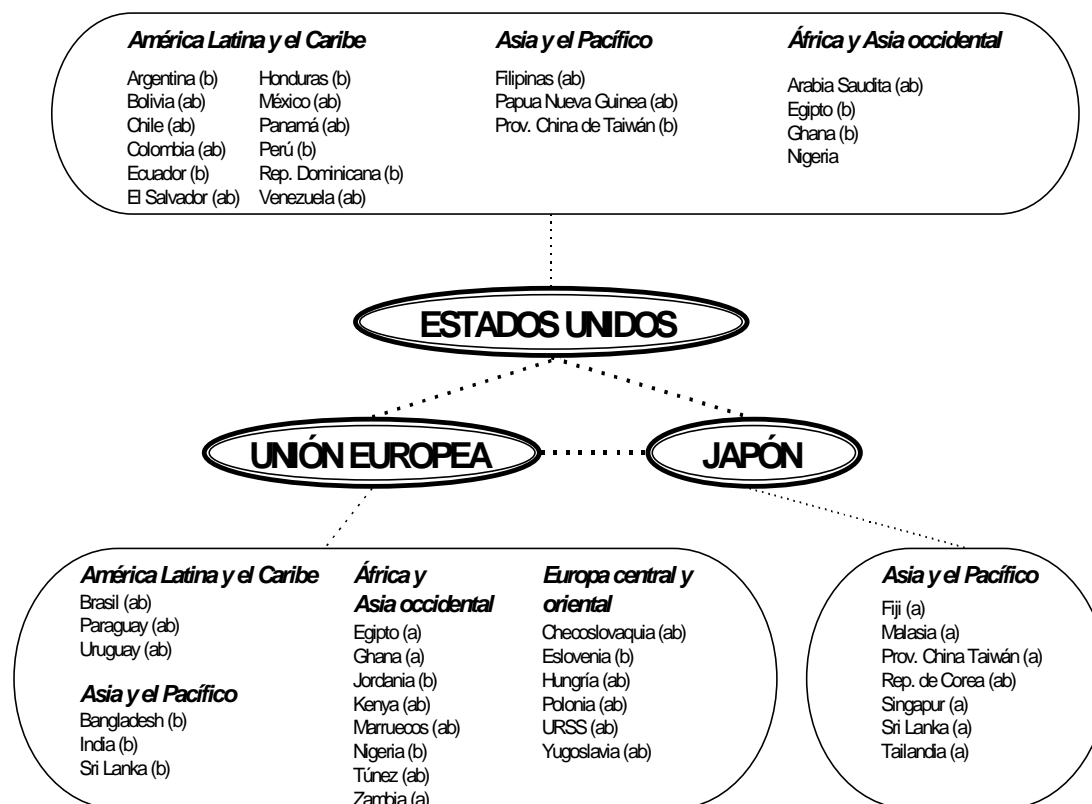 América Latina y el Caribe
Argentina (b)
Bolivia (ab)
Chile (ab)
Colombia (ab)
Ecuador (b)
El Salvador (ab)
Honduras (b)
México (ab)
Panamá (ab)
Perú (b)
Rep. Dominicana (b)
Venezuela (ab)
Asia y el Pacífico
Filipinas (ab)
Papua Nueva Guinea (ab)
Prov. China de Taiwán (b)
África y Asia occidental
Arabia Saudita (ab)
Egipto (b)
Ghana (b)
Nigeria
ESTADOS UNIDOS
UNIÓN EUROPEA
JAPÓN
América Latina y el Caribe
Brasil (ab)
Paraguay (ab)
Uruguay (ab)
Asia y el Pacífico
Bangladesh (b)
India (b)
Sri Lanka (b)
África y
Asia occidental
Egipto (a)
Ghana (a)
Jordania (b)
Kenya (ab)
Marruecos (ab)
Nigeria (b)
Túnez (ab)
Zambia (a)
Europa central y
oriental
Checoslovaquia (ab)
Eslovenia (b)
Hungría (ab)
Polonia (ab)
URSS (ab)
Yugoslavia (ab)
Asia y el Pacífico
Fiji (a)
Malasia (a)
Prov. China Taiwán (a)
Rep. de Corea (ab)
Singapur (a)
Sri Lanka (a)
Tailandia (a)